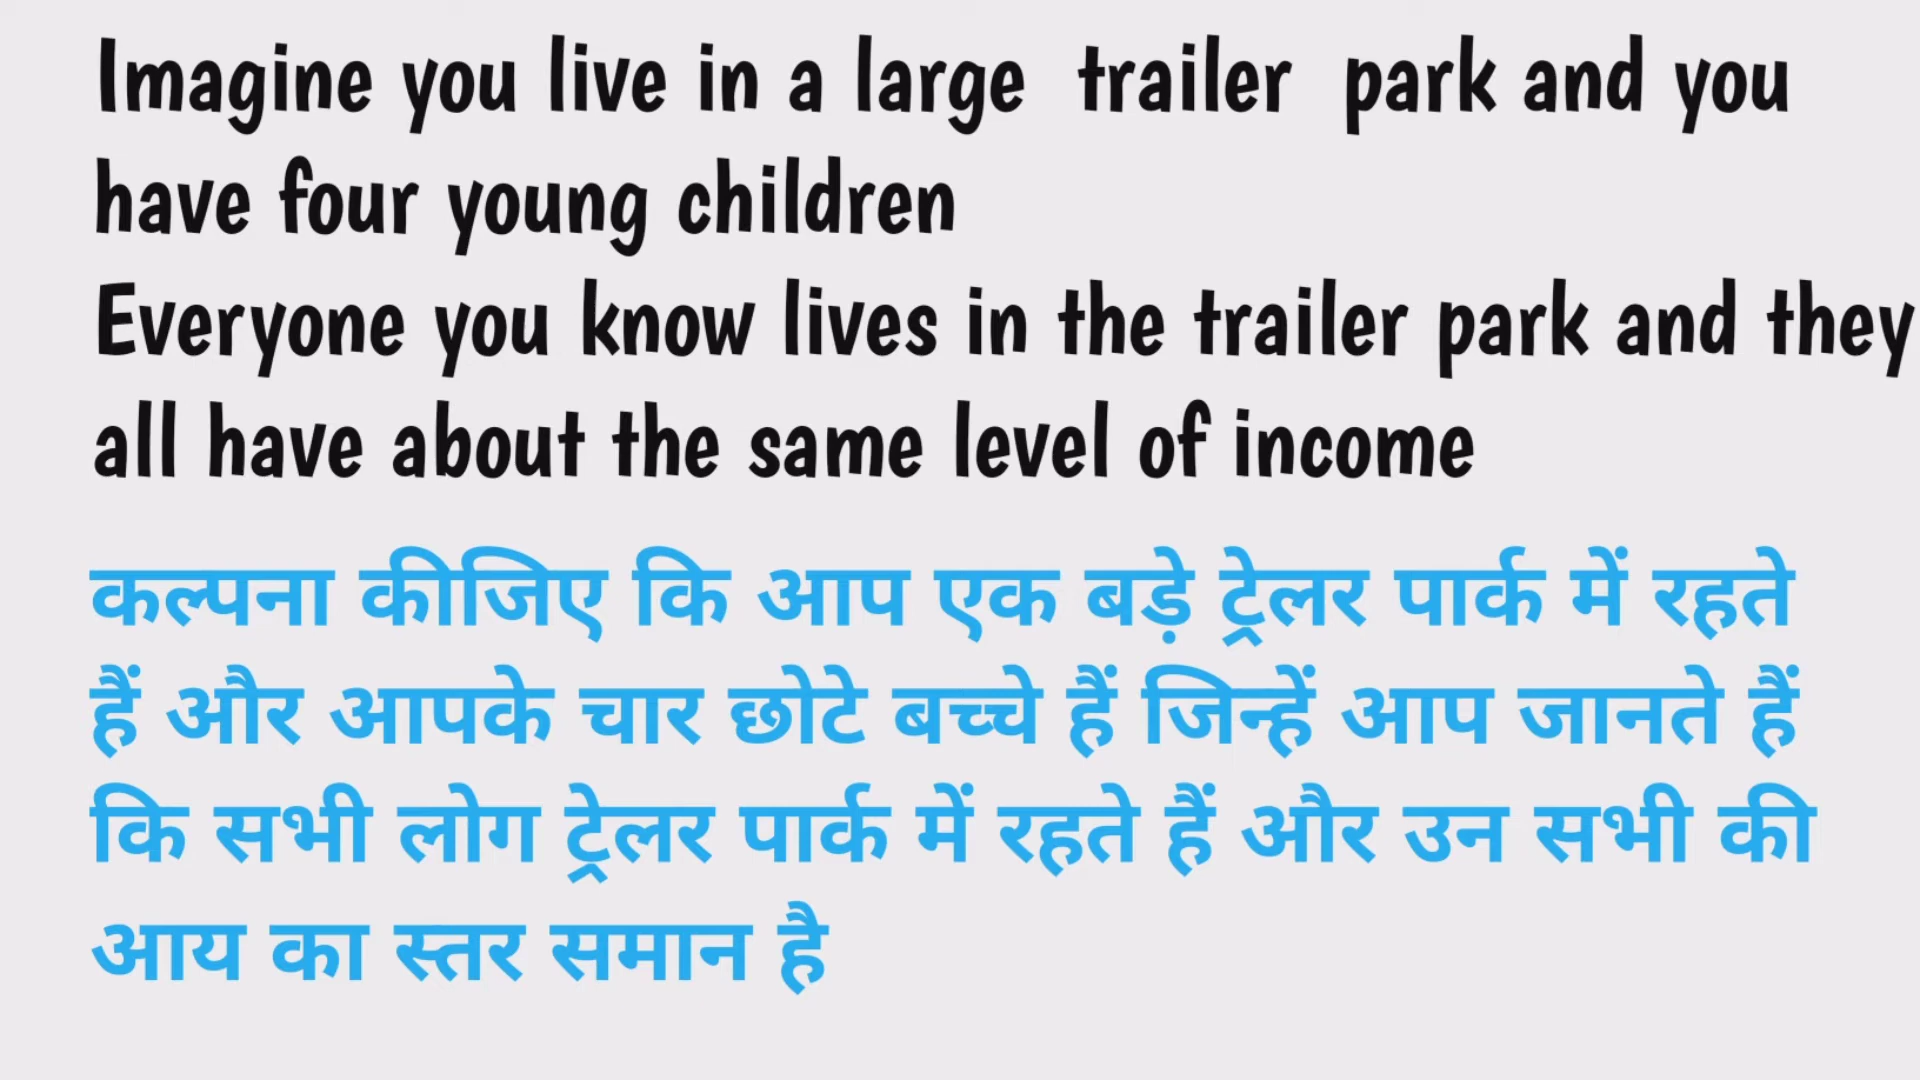 Imagine you live in a large trailer park and you
have four young children
Everyone you know lives in the trailer park and they
all have about the same level of income
कल्पना कीजिए कि आप एक बड़े ट्रेलर पार्क में रहते
हैं और आपके चार छोटे बच्चे हैं जिन्हें आप जानते हैं
कि सभी लोग ट्रेलर पार्क में रहते हैं और उन सभी की
आय का स्तर समान है